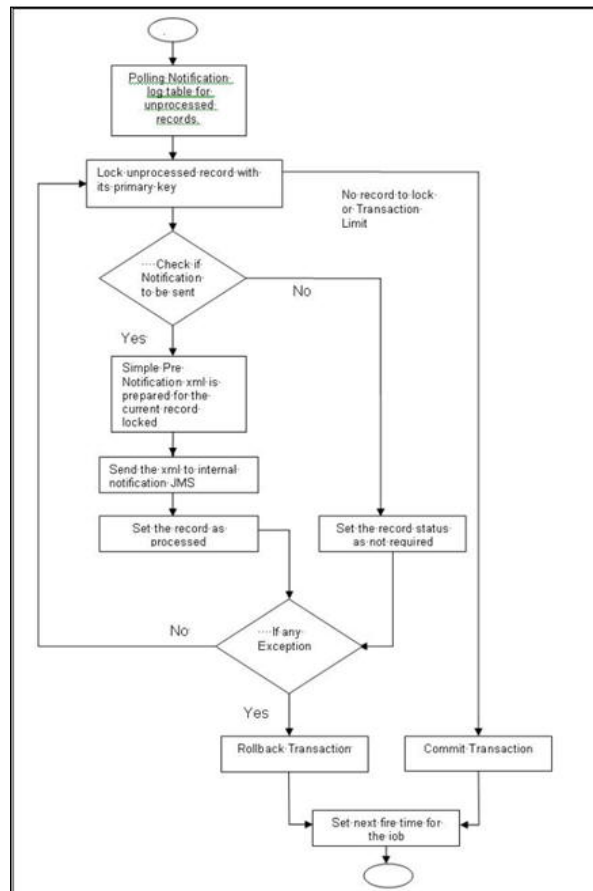 Polling Notification
log table for
unprocessed
records.
Lock unprocessed record with
its primary key
No record to lock
or Transaction
Limit
Check if
Notification
to be sent
No
Yes
Simple Pre
Notification xml is
prepared for the
current record
locked
Send the xml to internal
notification JMS
Set the record as
processed
Set the record status
as not required
If any
Exception
No
Yes
Rollback Transaction
Commit Transaction
Set next fire time for
the iob